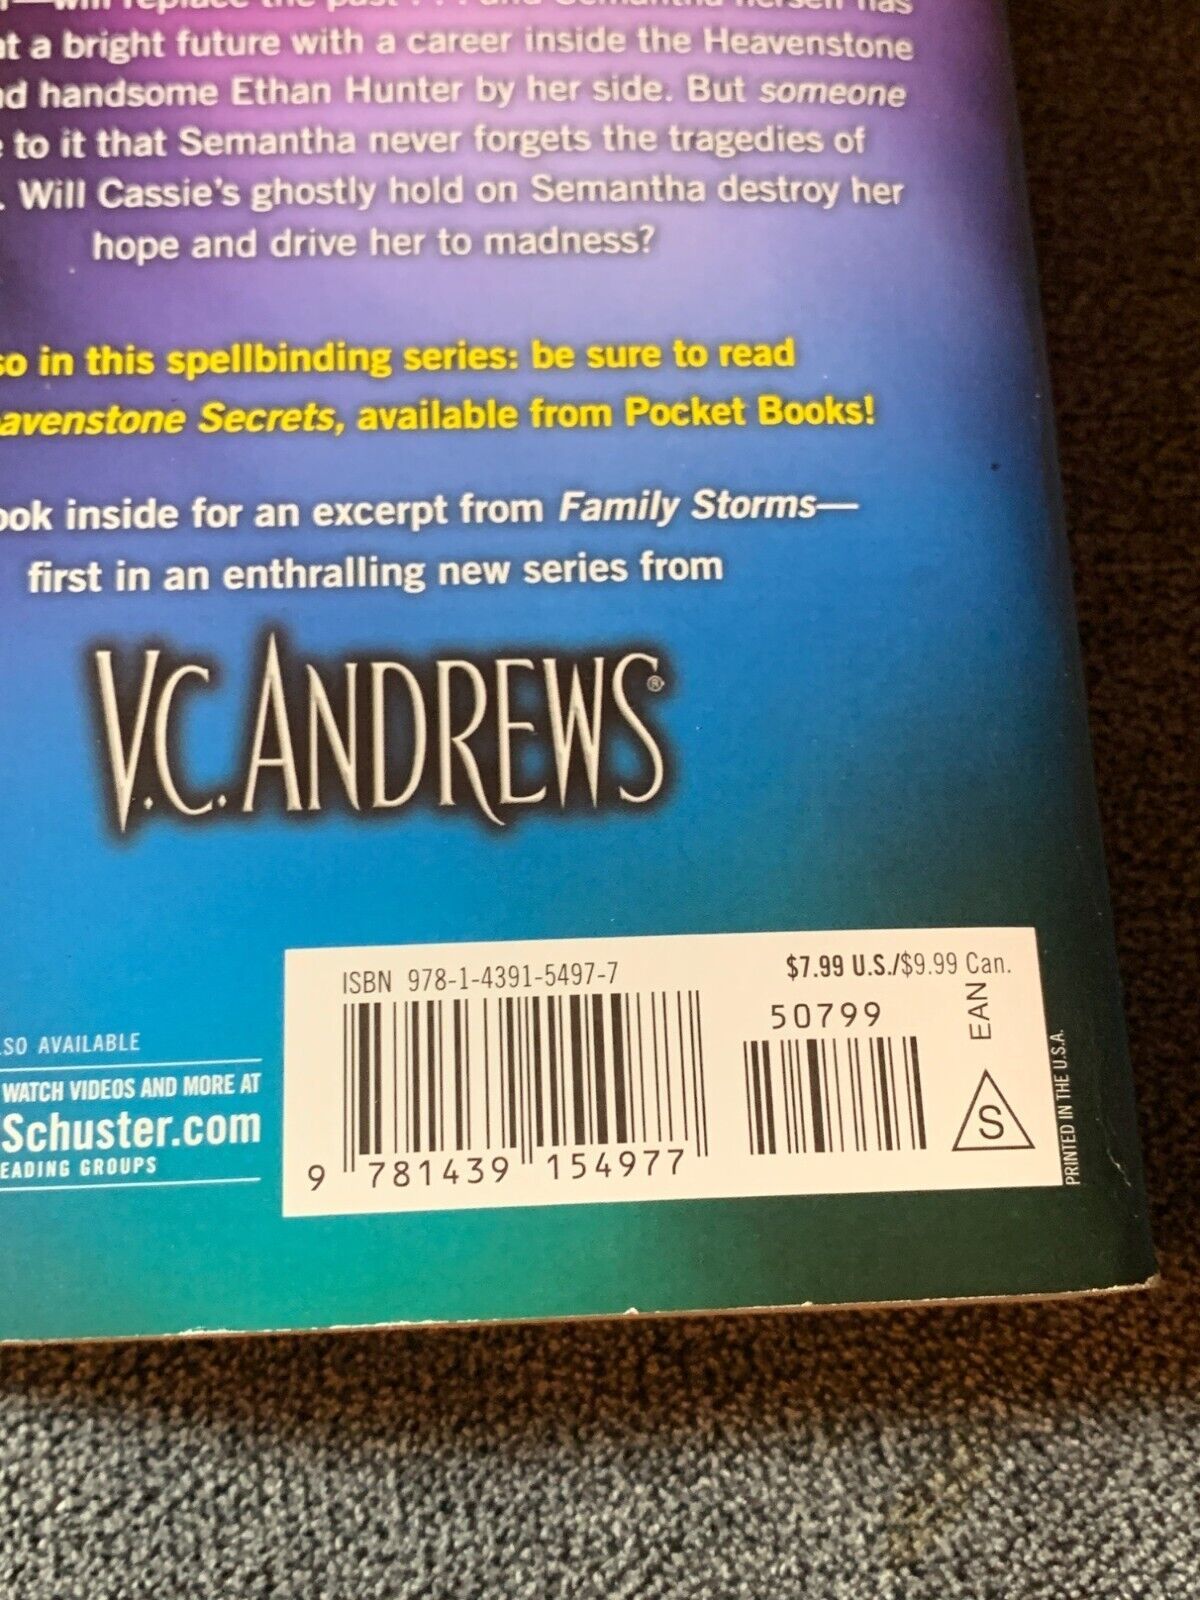 will replace the past . . . and Semantha herself has
at a bright future with a career inside the Heavenstone
handsome Ethan Hunter by her side. But someone
to it that Semantha never forgets the tragedies of
. Will Cassie's ghostly hold on Semantha destroy her
hope and drive her to madness?
so in this spellbinding series: be sure to read
avenstone Secrets, available from Pocket Books!
ook inside for an excerpt from Family Storms—
first in an enthralling new series from
V.C. ANDREWS®
ISBN 978-1-4391-5497-7
$7.99 U.S./$9.99 Can.
50799
EAN
S
9 781439 154977
PRINTED IN THE U.S.A.
SO AVAILABLE
WATCH VIDEOS AND MORE AT
Schuster.com
EADING GROUPS